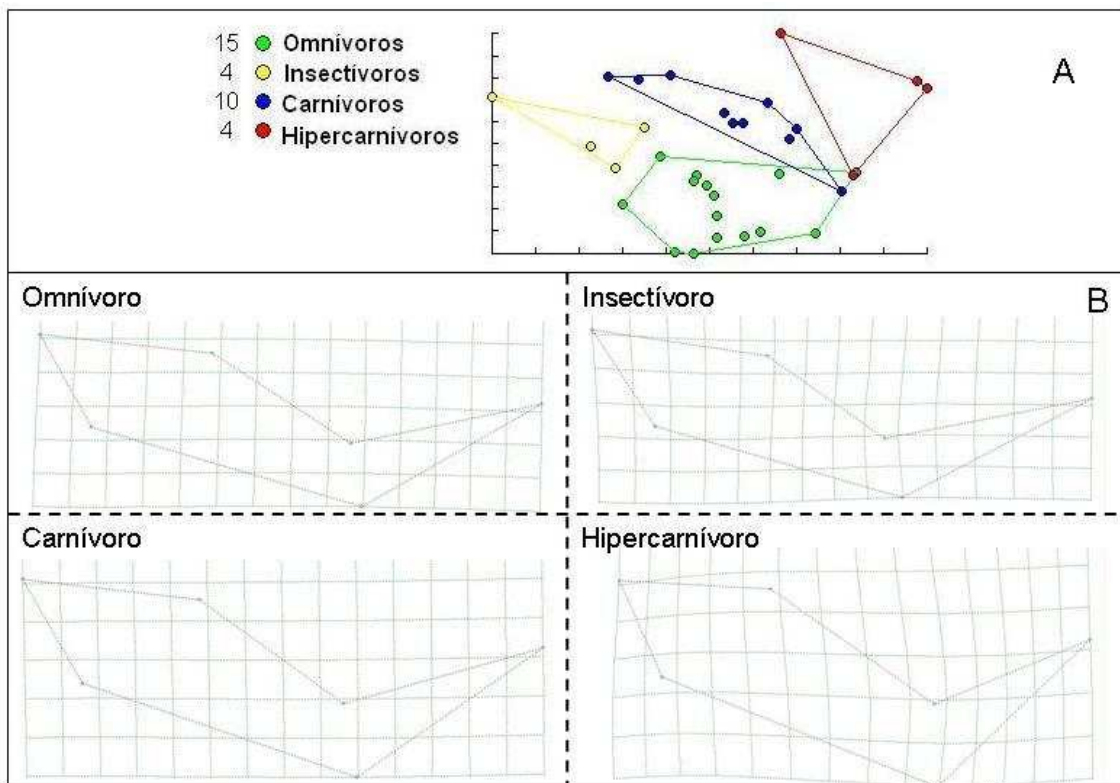 15 Omnívoros
4 Insectívoros
10 Carnívoros
4 Hipercarnívoros
A
Omnívoro
Insectívoro
B
Carnívoro
Hipercarnívoro